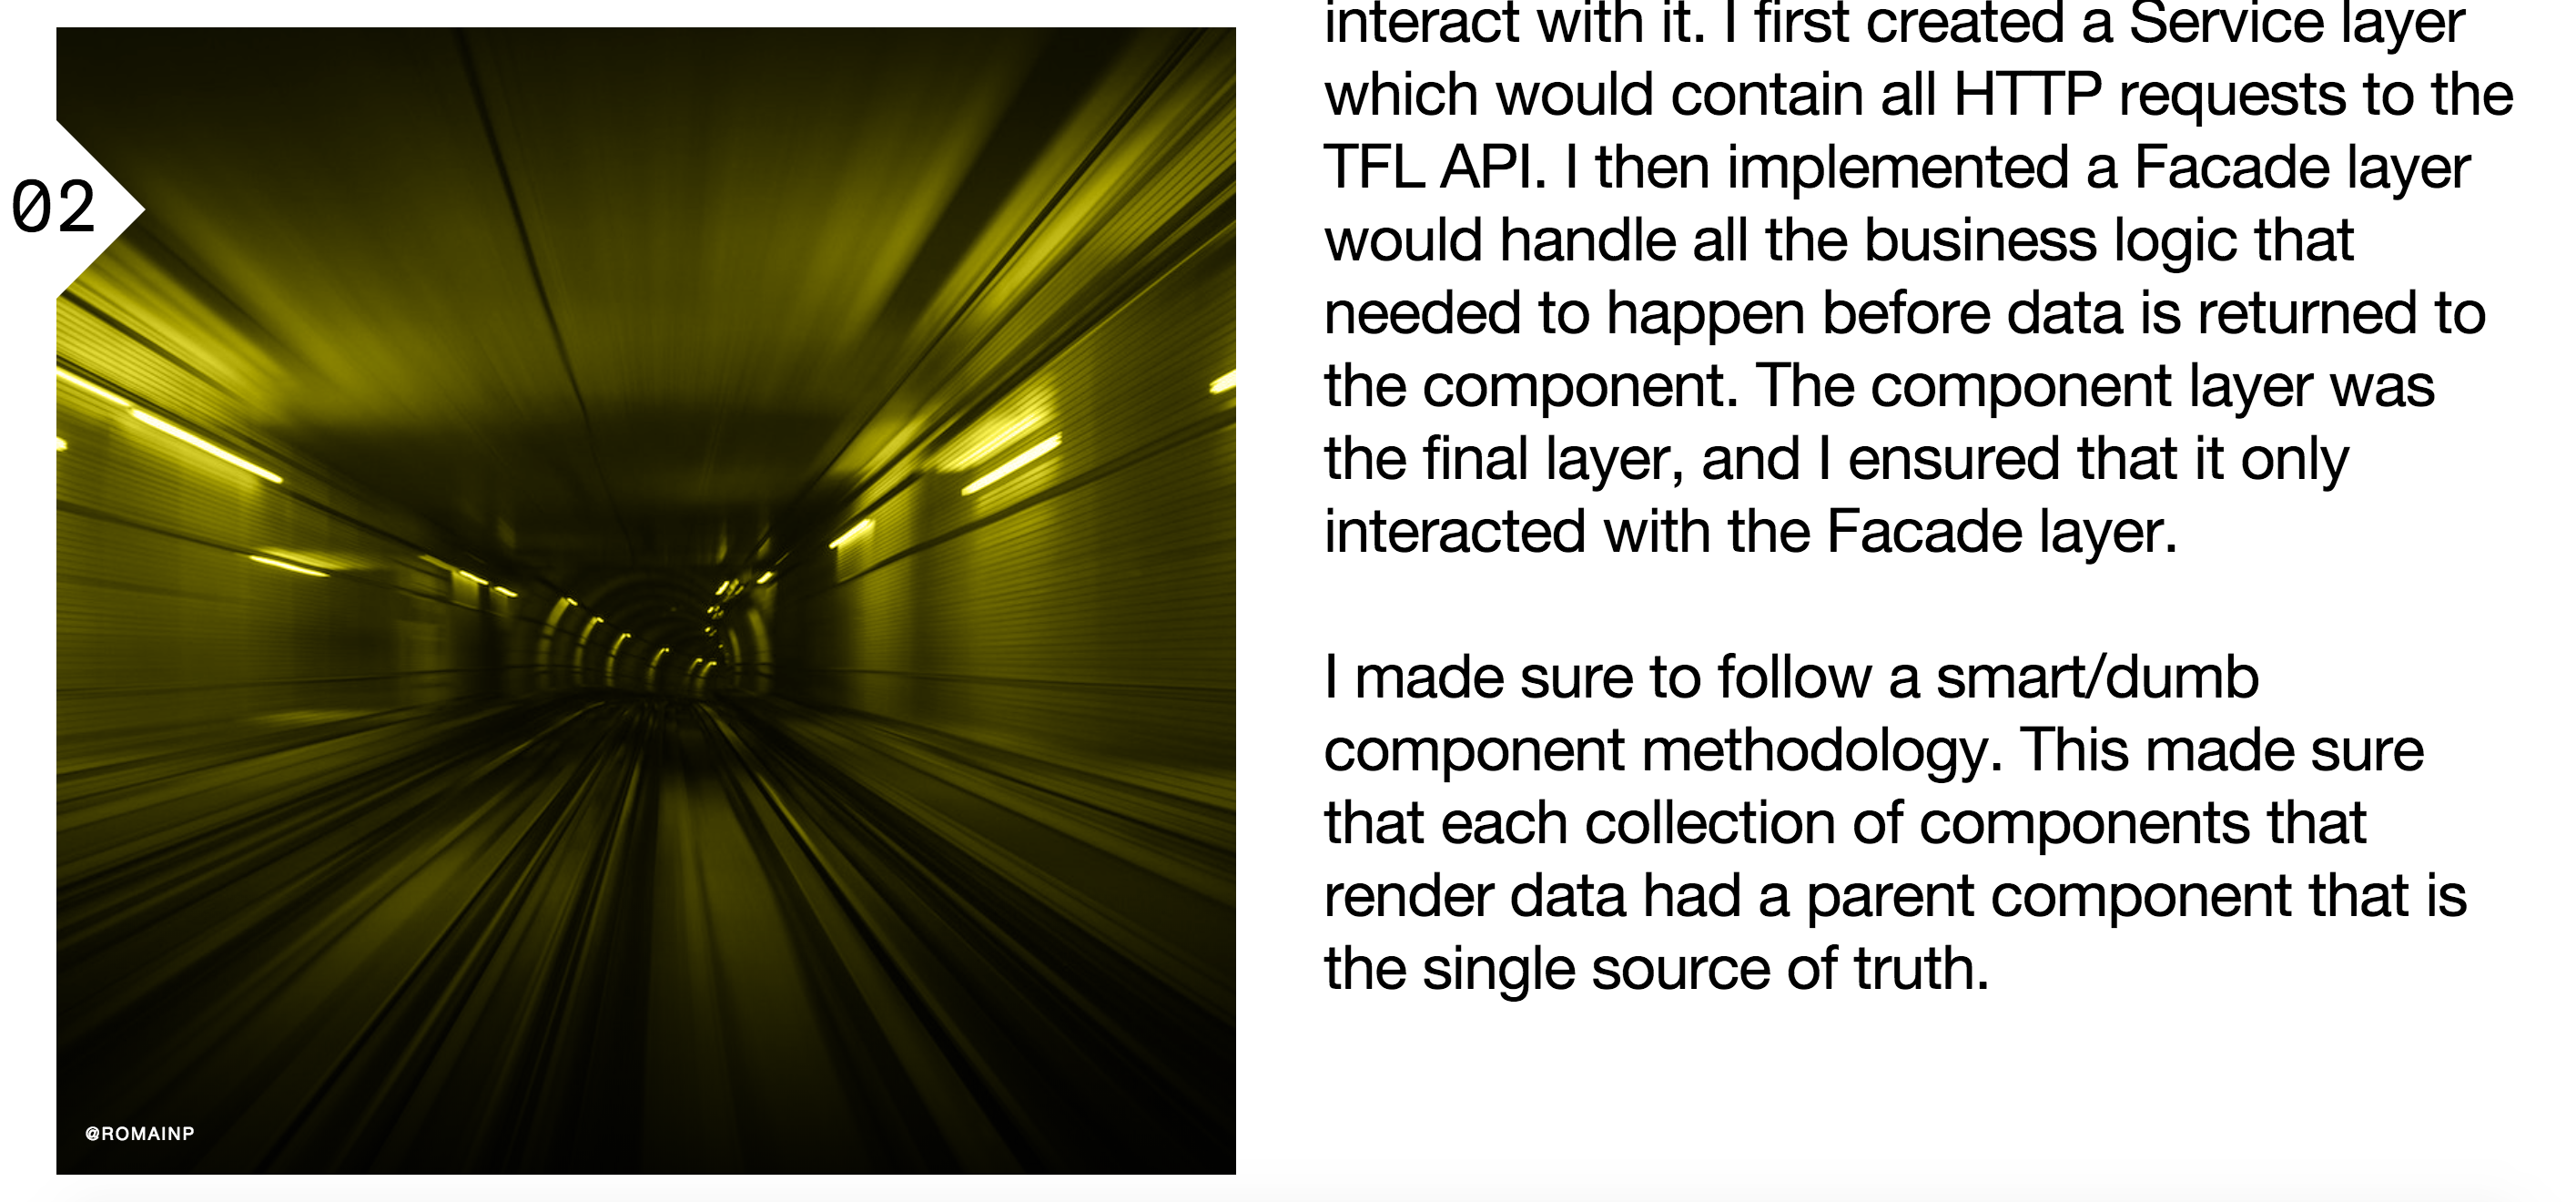 02
@ROMAINP
interact with it. I first created a Service layer
which would contain all HTTP requests to the
TFL API. I then implemented a Facade layer
would handle all the business logic that
needed to happen before data is returned to
the component. The component layer was
the final layer, and I ensured that it only
interacted with the Facade layer.
I made sure to follow a smart/dumb
component methodology. This made sure
that each collection of components that
render data had a parent component that is
the single source of truth.